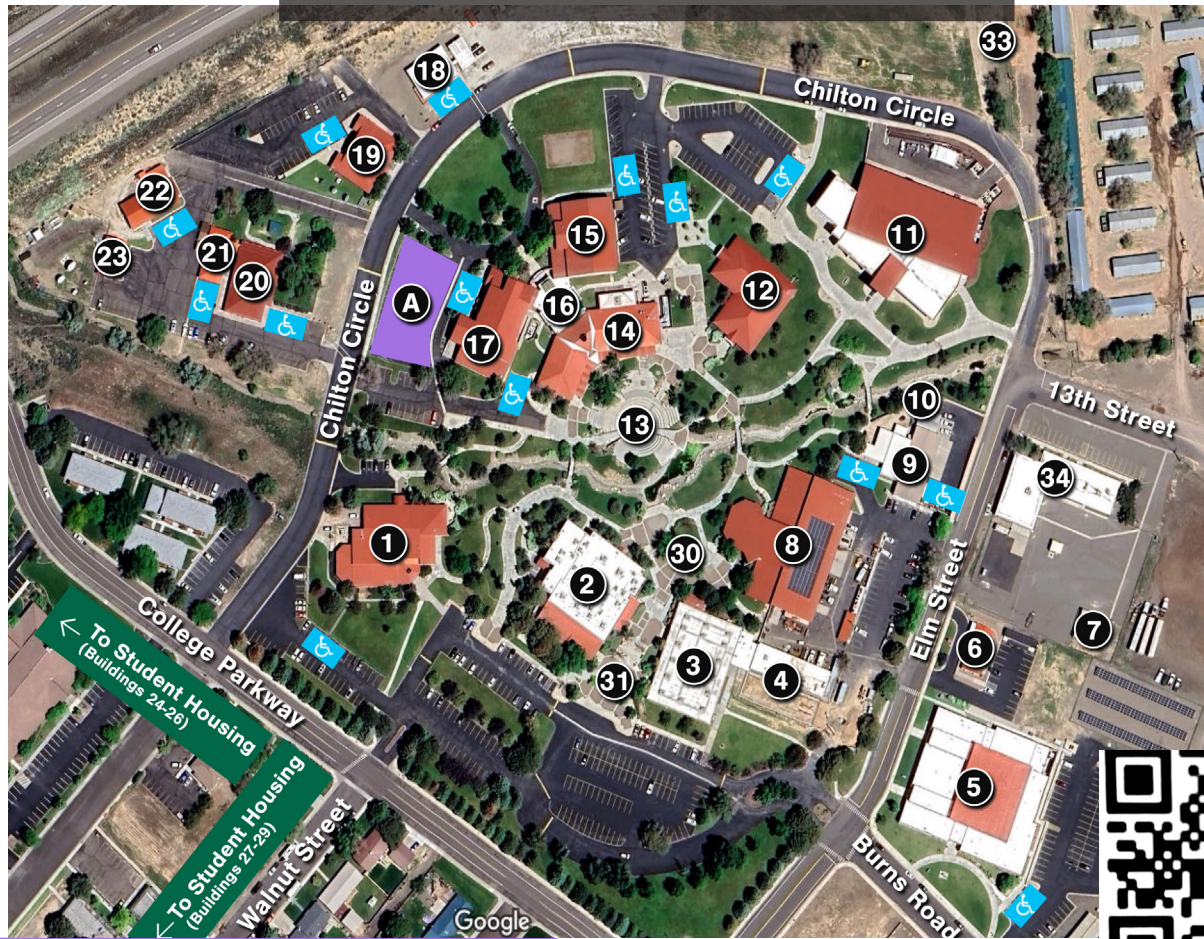 33
18
Chilton Circle
19
22
21
20
23
Chilton Circle
A
17
15
16
14
12
11
13
10
13th Street
9
34
1
2
30
8
Elm Street
6
7
3
4
31
5
College Parkway
← To Student Housing
(Buildings 24-26)
← To Student Housing
(Buildings 27-29)
Walnut Street
Burns Road
Google